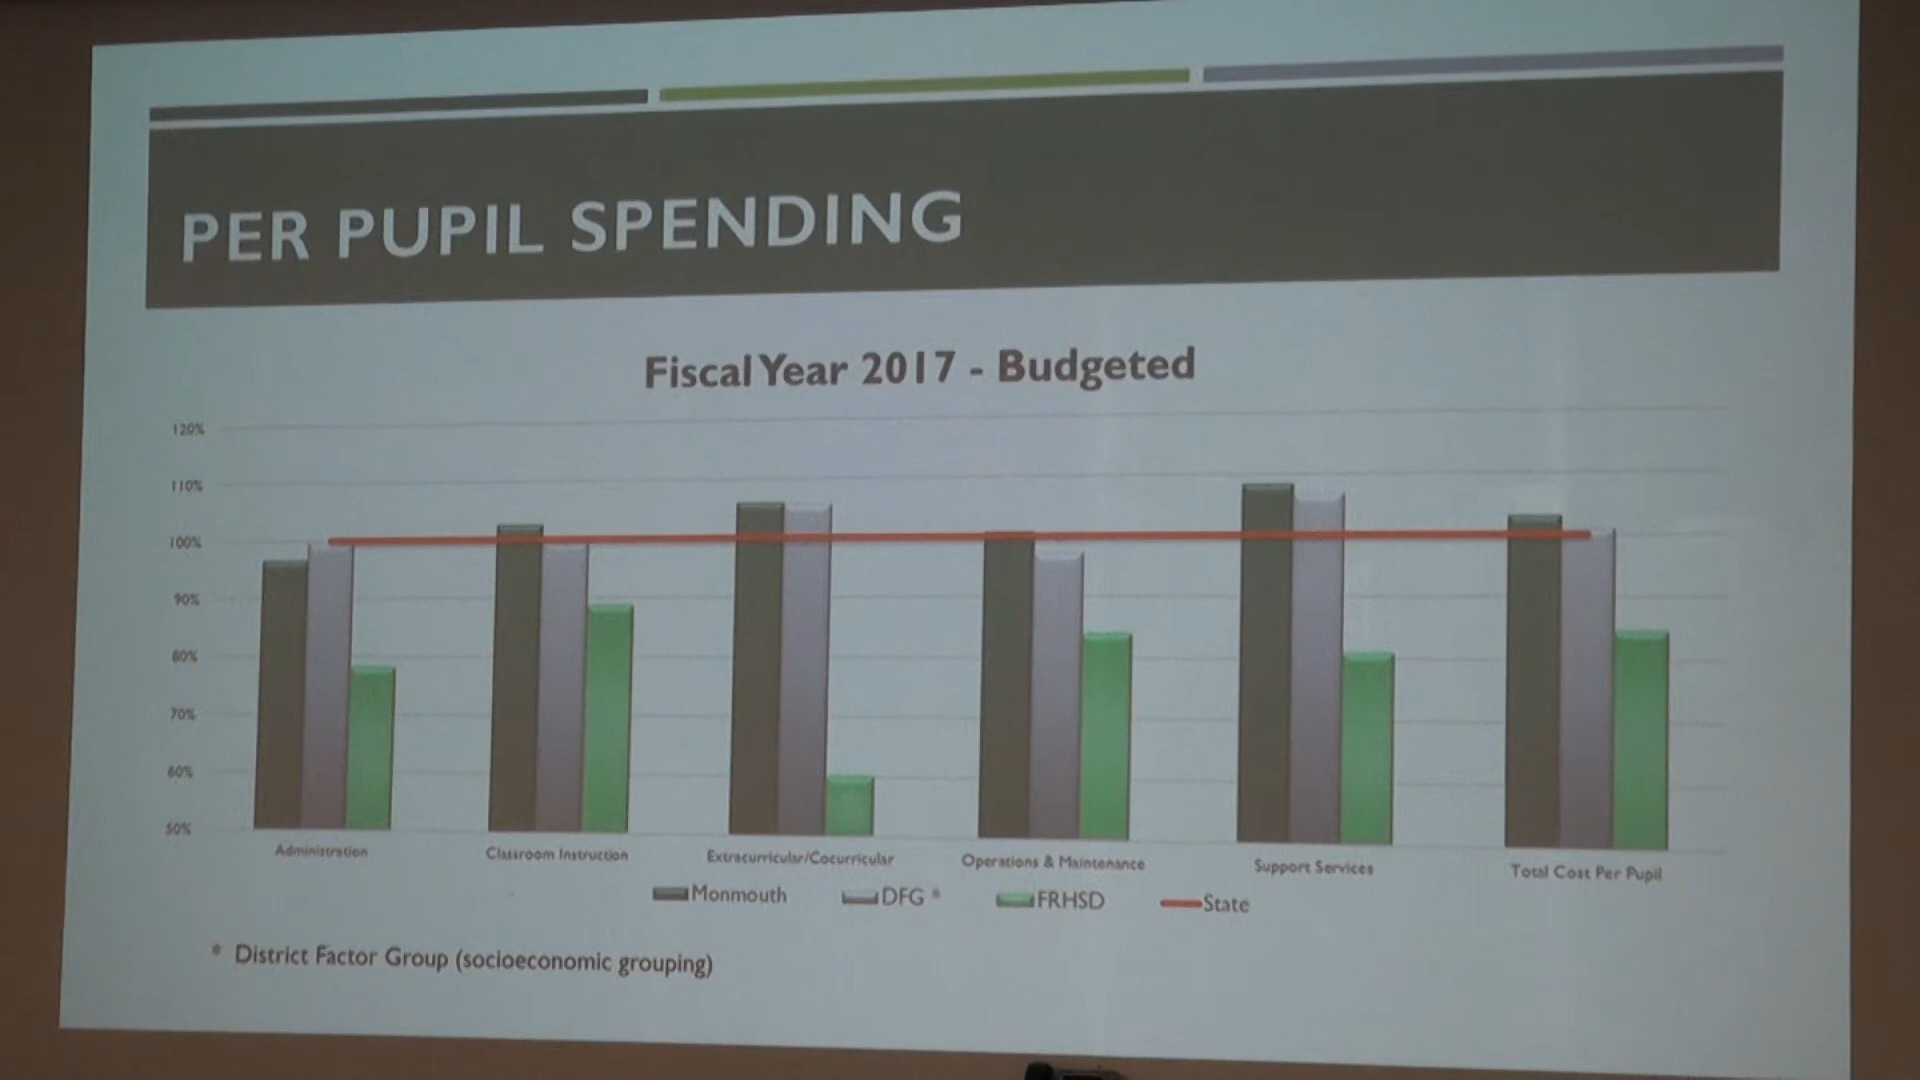 PER PUPIL SPENDING
Fiscal Year 2017 - Budgeted
120%
110%
100%
90%
80%
70%
60%
50%
Administration
Classroom Instruction
Extracurricular/Cocurricular
Operations & Maintenance
Support Services
Total Cost Per Pupil
Monmouth
DFG *
FRHSD
State
* District Factor Group (socioeconomic grouping)